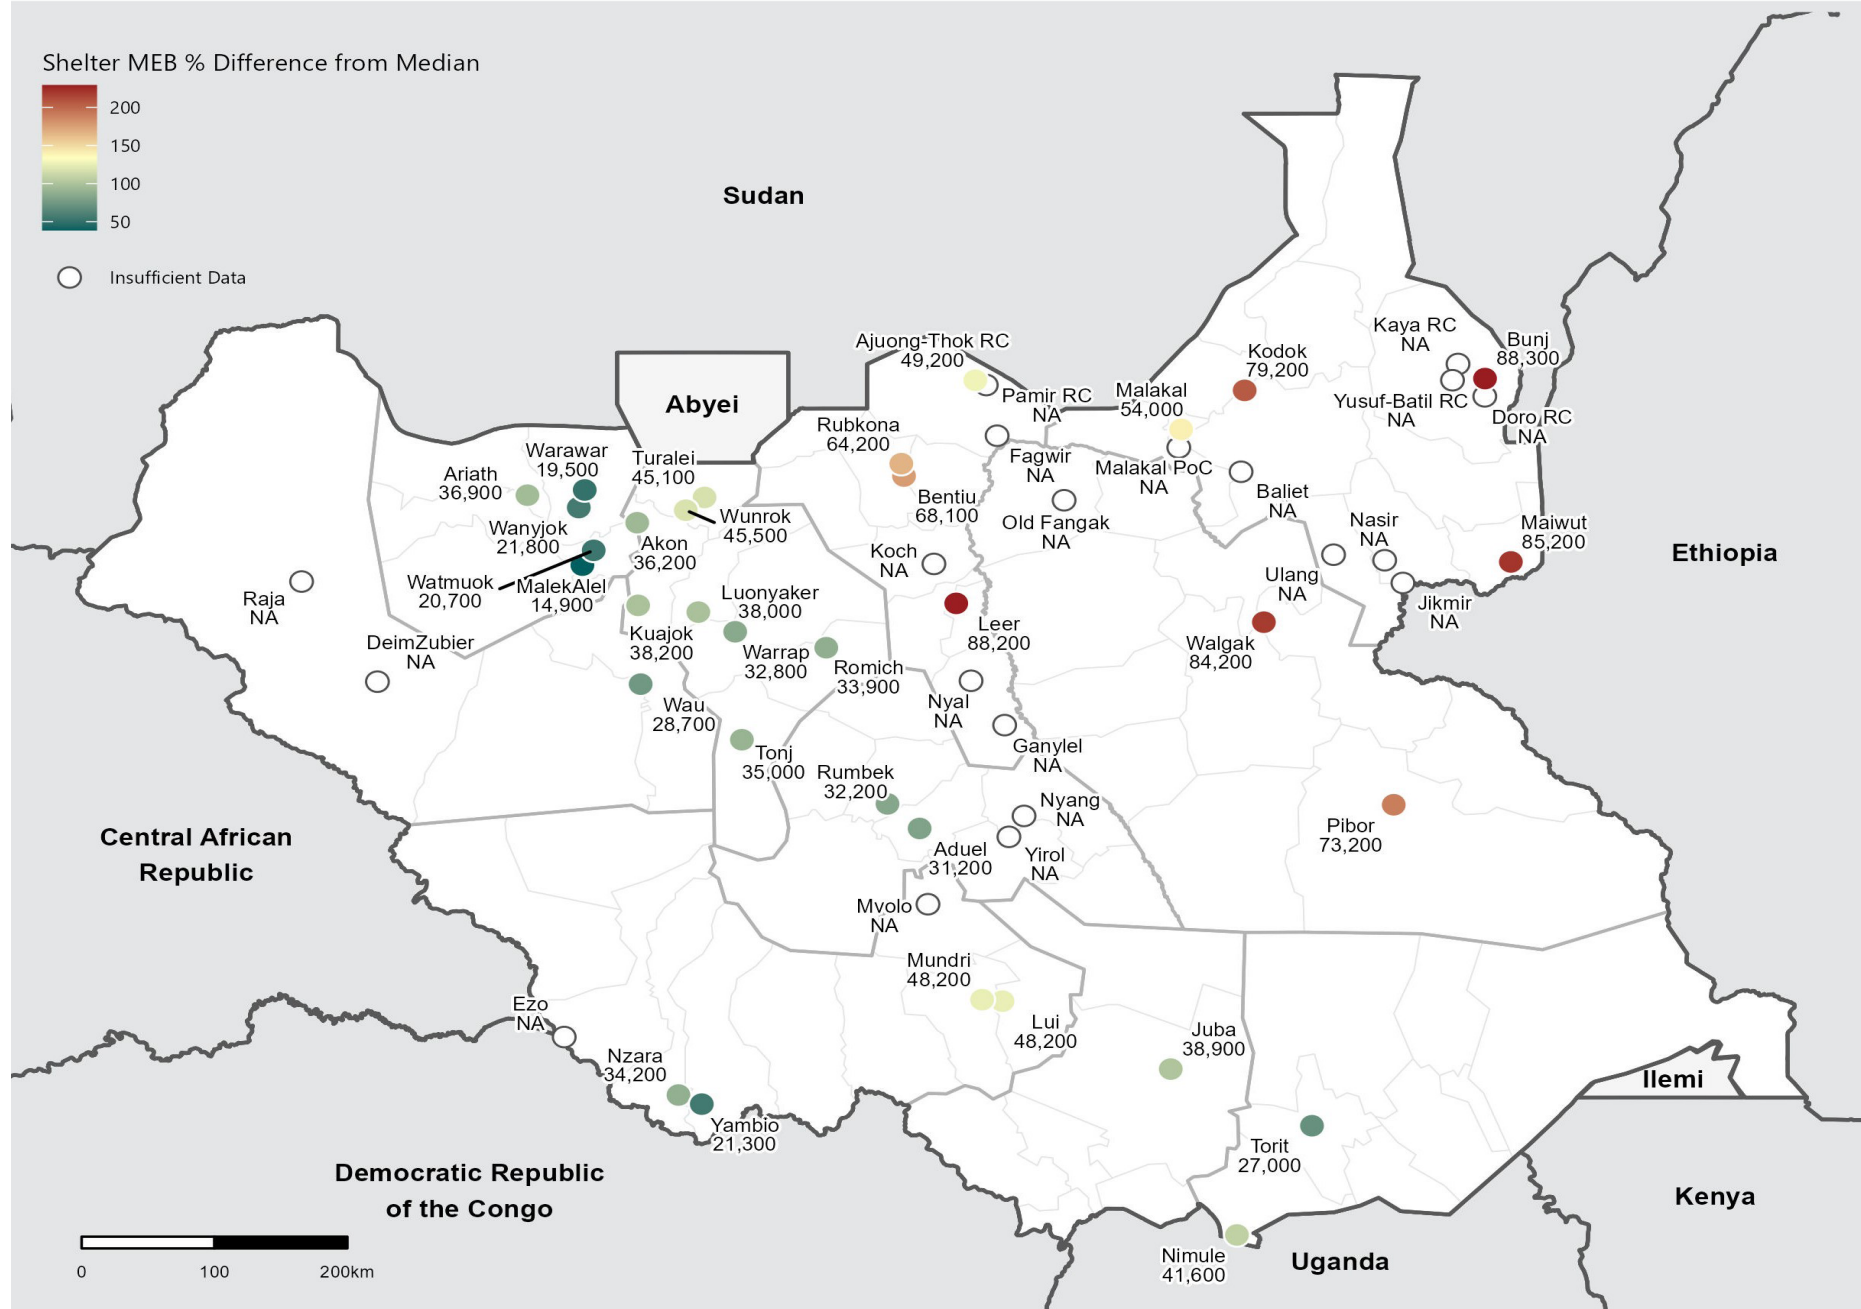 Shelter MEB % Difference from Median
200
150
100
50
Insufficient Data
Sudan
Abyei
Ethiopia
Central African
Republic
Democratic Republic
of the Congo
Uganda
Kenya
Ilemi
Ajuong-Thok RC
49,200
Pamir RC
NA
Kaya RC
NA
Bunj
88,300
Kodok
79,200
Malakal
54,000
Yusuf-Batil RC
NA
Doro RC
NA
Rubkona
64,200
Fagwir
NA
Malakal PoC
NA
Warawar
19,500
Turalei
45,100
Ariath
36,900
Bentiu
68,100
Baliet
NA
Wunrok
45,500
Old Fangak
NA
Nasir
NA
Maiwut
85,200
Wanyjok
21,800
Akon
36,200
Koch
NA
Watmuok
20,700
MalekAlel
14,900
Ulang
NA
Raja
NA
Luonyaker
38,000
Jikmir
NA
Leer
88,200
Kuajok
38,200
DeimZubier
NA
Warrap
32,800
Walgak
84,200
Romich
33,900
Nyal
NA
Wau
28,700
Ganylel
NA
Tonj
35,000
Rumbek
32,200
Nyang
NA
Pibor
73,200
Aduel
31,200
Yirol
NA
Mvolo
NA
Mundri
48,200
Ezo
NA
Lui
48,200
Juba
38,900
Nzara
34,200
Yambio
21,300
Torit
27,000
Nimule
41,600
0 100 200km